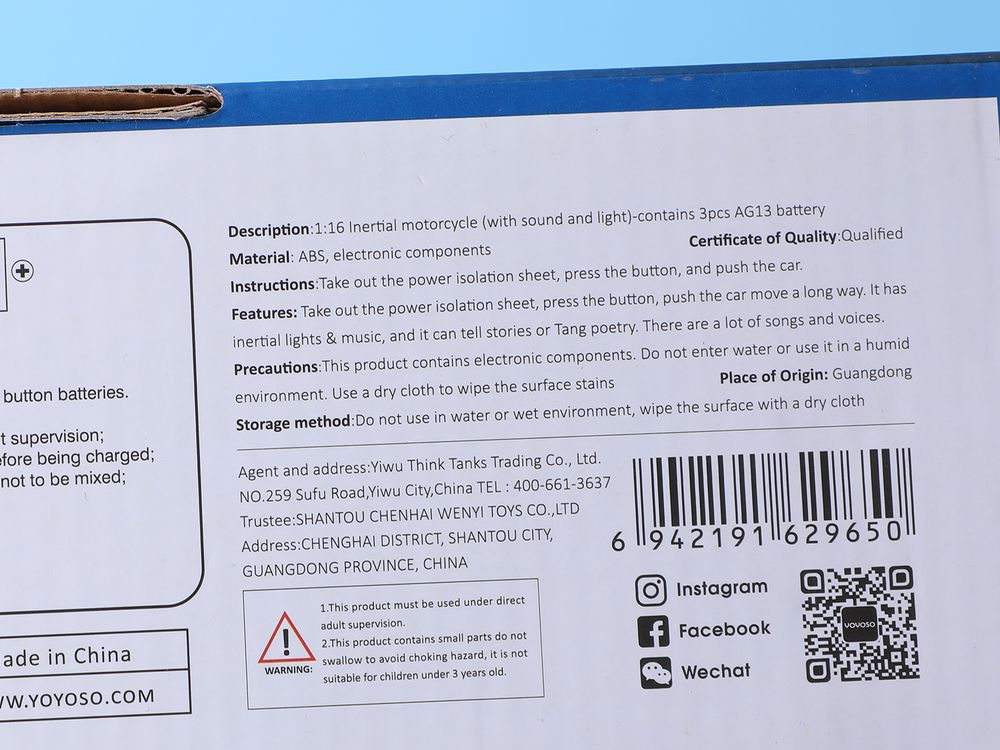 Description:1:16 Inertial motorcycle (with sound and light)-contains 3pcs AG13 battery
Material: ABS, electronic components Certificate of Quality:Qualified
Instructions:Take out the power isolation sheet, press the button, and push the car.
Features: Take out the power isolation sheet, press the button, push the car move a long way. It has
inertial lights & music, and it can tell stories or Tang poetry. There are a lot of songs and voices.
Precautions:This product contains electronic components. Do not enter water or use it in a humid
environment. Use a dry cloth to wipe the surface stains Place of Origin: Guangdong
Storage method:Do not use in water or wet environment, wipe the surface with a dry cloth
button batteries.
t supervision;
efore being charged;
not to be mixed;
Agent and address:Yiwu Think Tanks Trading Co., Ltd.
NO.259 Sufu Road,Yiwu City,China TEL : 400-661-3637
Trustee:SHANTOU CHENHAI WENYI TOYS CO.,LTD
Address:CHENGHAI DISTRICT, SHANTOU CITY,
GUANGDONG PROVINCE, CHINA
6 942191 629650
1.This product must be used under direct
adult supervision.
2.This product contains small parts do not
swallow to avoid choking hazard, it is not
suitable for children under 3 years old.
WARNING:
Instagram
Facebook
Wechat
YOYOSO
ade in China
WW.YOYOSO.COM